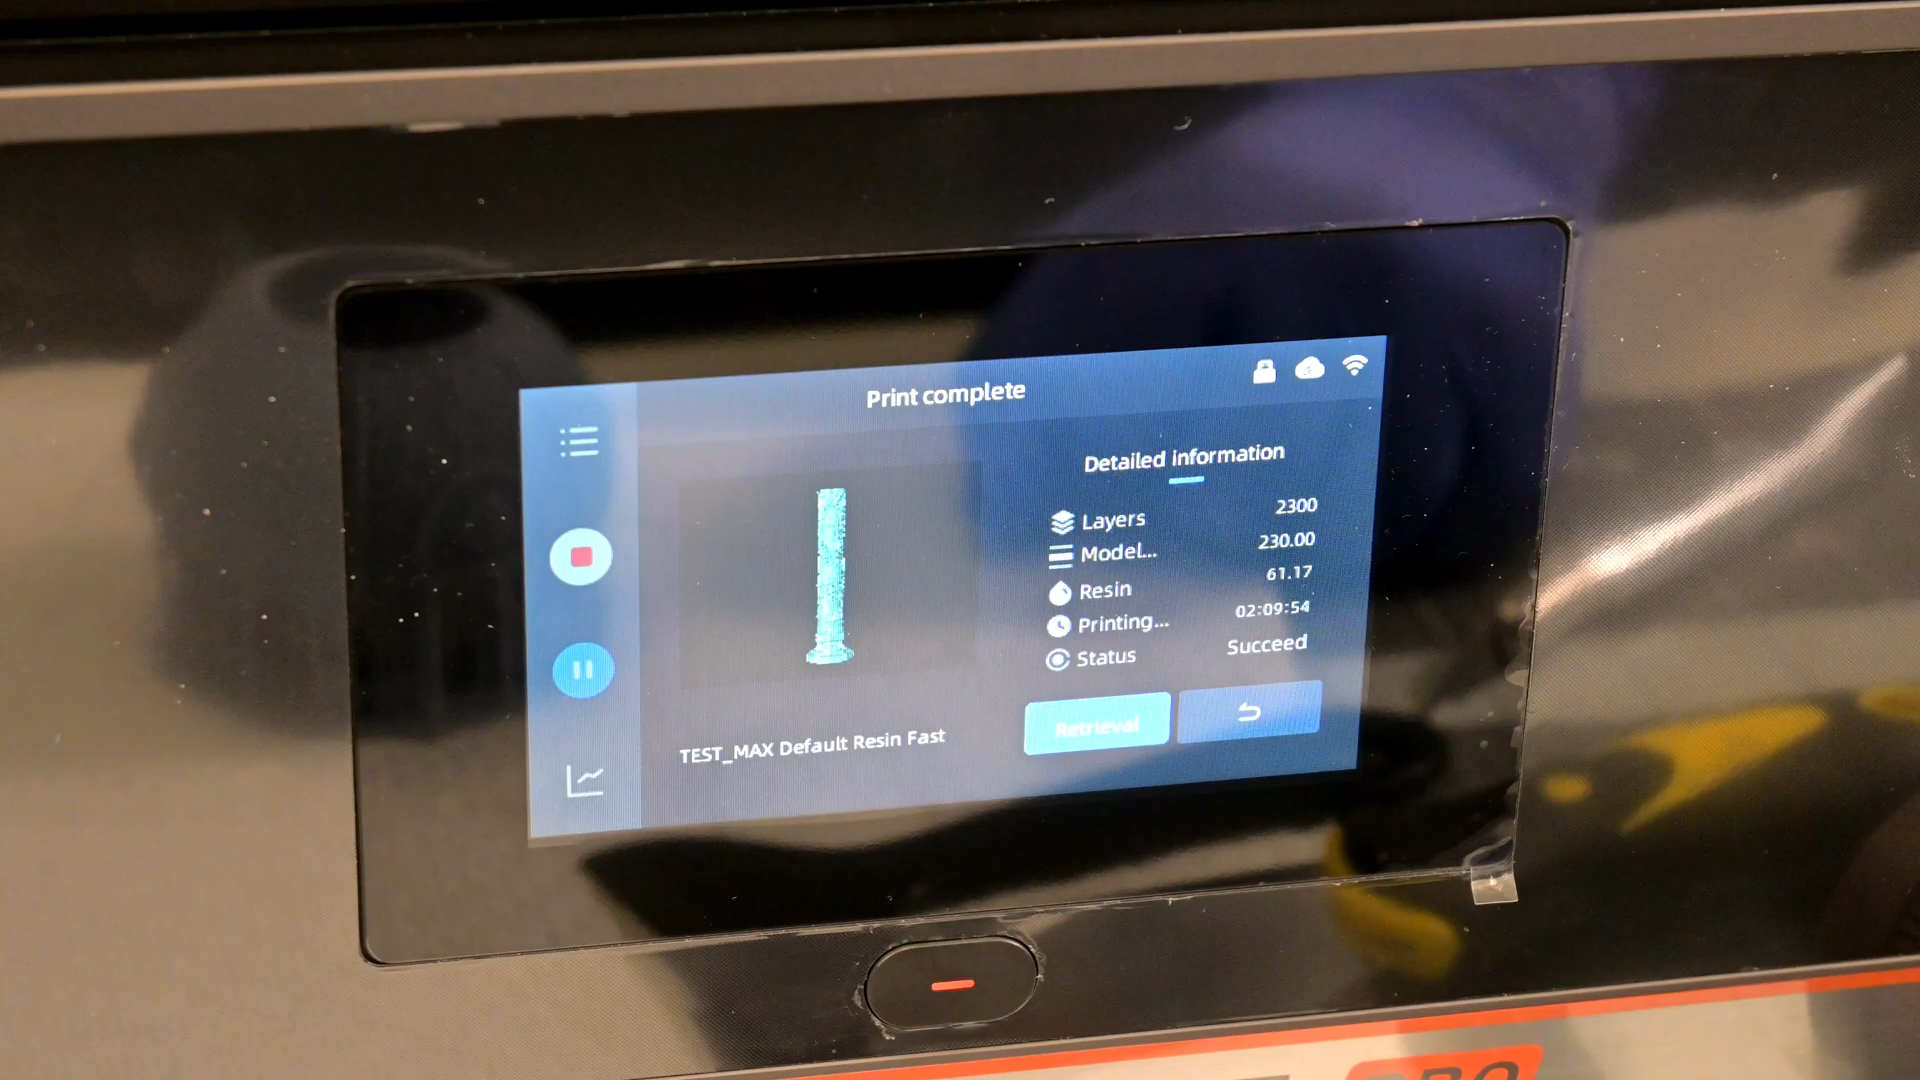 Print complete
Detailed information
Layers 2300
Model... 230.00
Resin 61.17
Printing... 02:09:54
Status Succeed
Retrieval
TEST_MAX Default Resin Fast
PRO